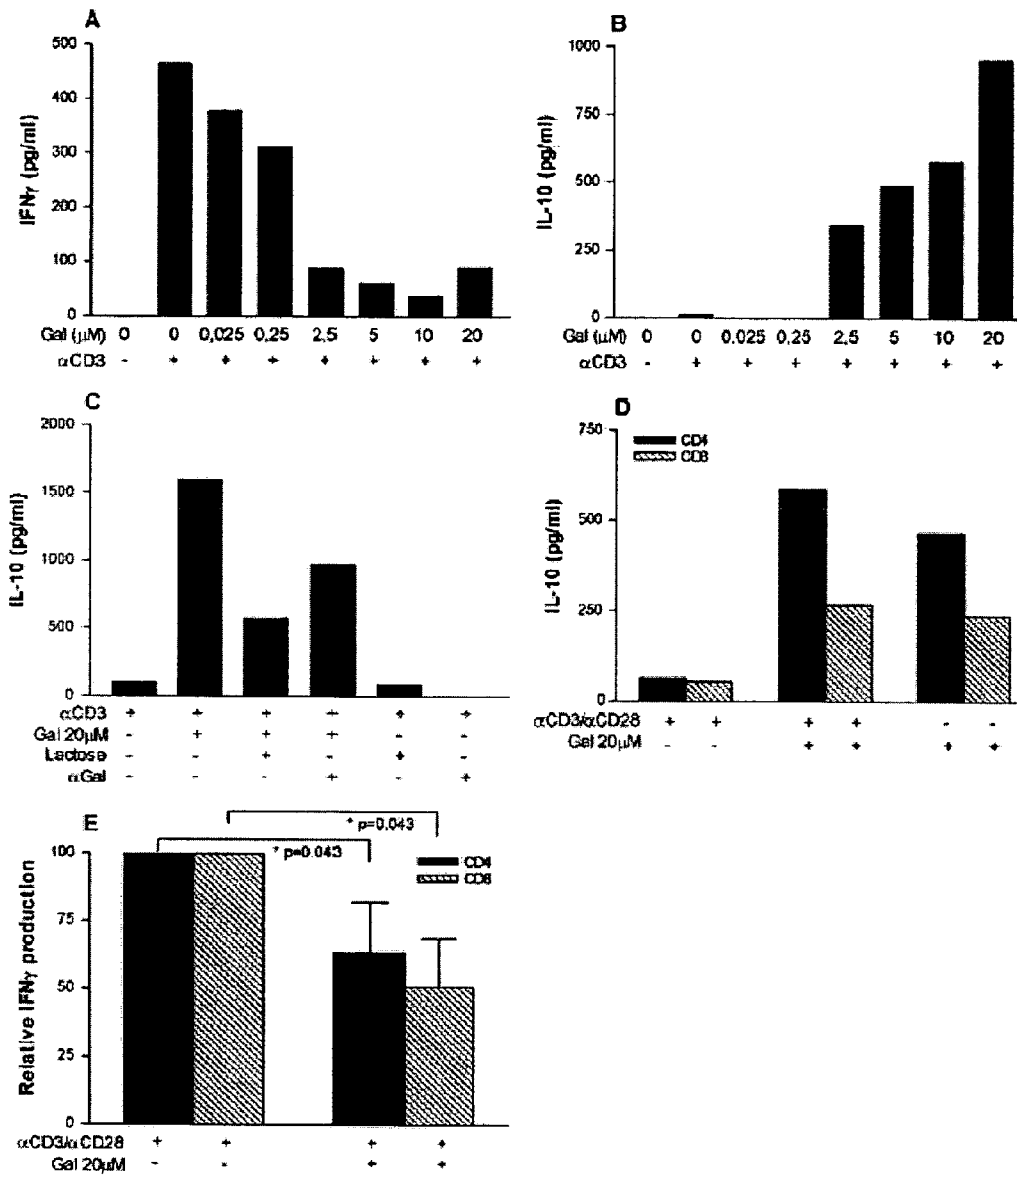 A
500
400
300
200
100
0
IFNγ (pg/ml)
Gal (μM) 0 0 0,025 0,25 2,5 5 10 20
αCD3 - + + + + + + +
B
1000
750
500
250
0
IL-10 (pg/ml)
Gal (μM) 0 0 0.025 0,25 2,5 5 10 20
αCD3 - + + + + + + +
C
2000
1500
1000
500
0
IL-10 (pg/ml)
αCD3 + + + + + +
Gal 20μM - + + + - -
Lactose - - + - + -
αGal - - - + - +
D
750
500
250
0
IL-10 (pg/ml)
CD4
CD8
αCD3/αCD28 + + + + - -
Gal 20μM - - + + + +
E
* p=0.043
* p=0.043
100
75
50
25
0
Relative IFNγ production
CD4
CD8
αCD3/αCD28 + + + +
Gal 20μM - - + +